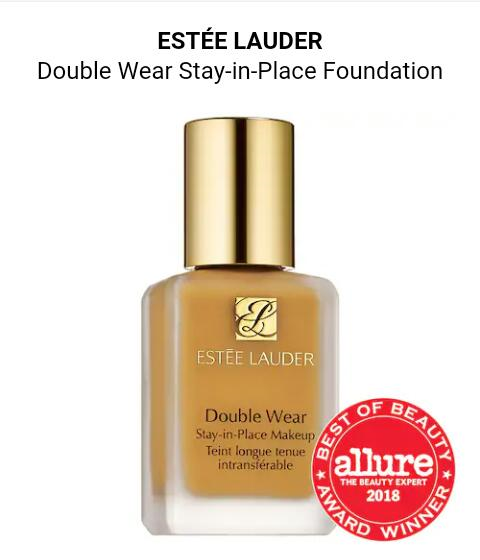 ESTÉE LAUDER
Double Wear Stay-in-Place Foundation
EL
ESTĒE LAUDER
Double Wear
Stay-in-Place Makeup
Teint longue tenue
intransférable
BEST OF BEAUTY
allure
THE BEAUTY EXPERT
2018
AWARD WINNER